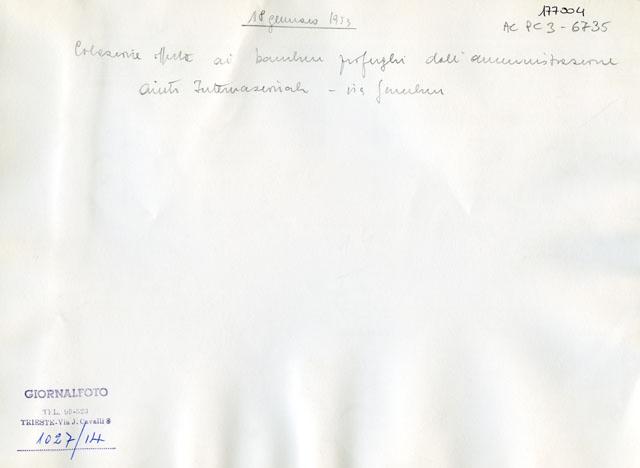 18 gennaio 1953
177004
AC PC 3 - 6735
Colazione offerta ai bambini profughi dall'amministrazione
aiuti Internazionali - via
GIORNALFOTO
TEL.
TRIESTE-Via J. Cavalli 8
1027/14